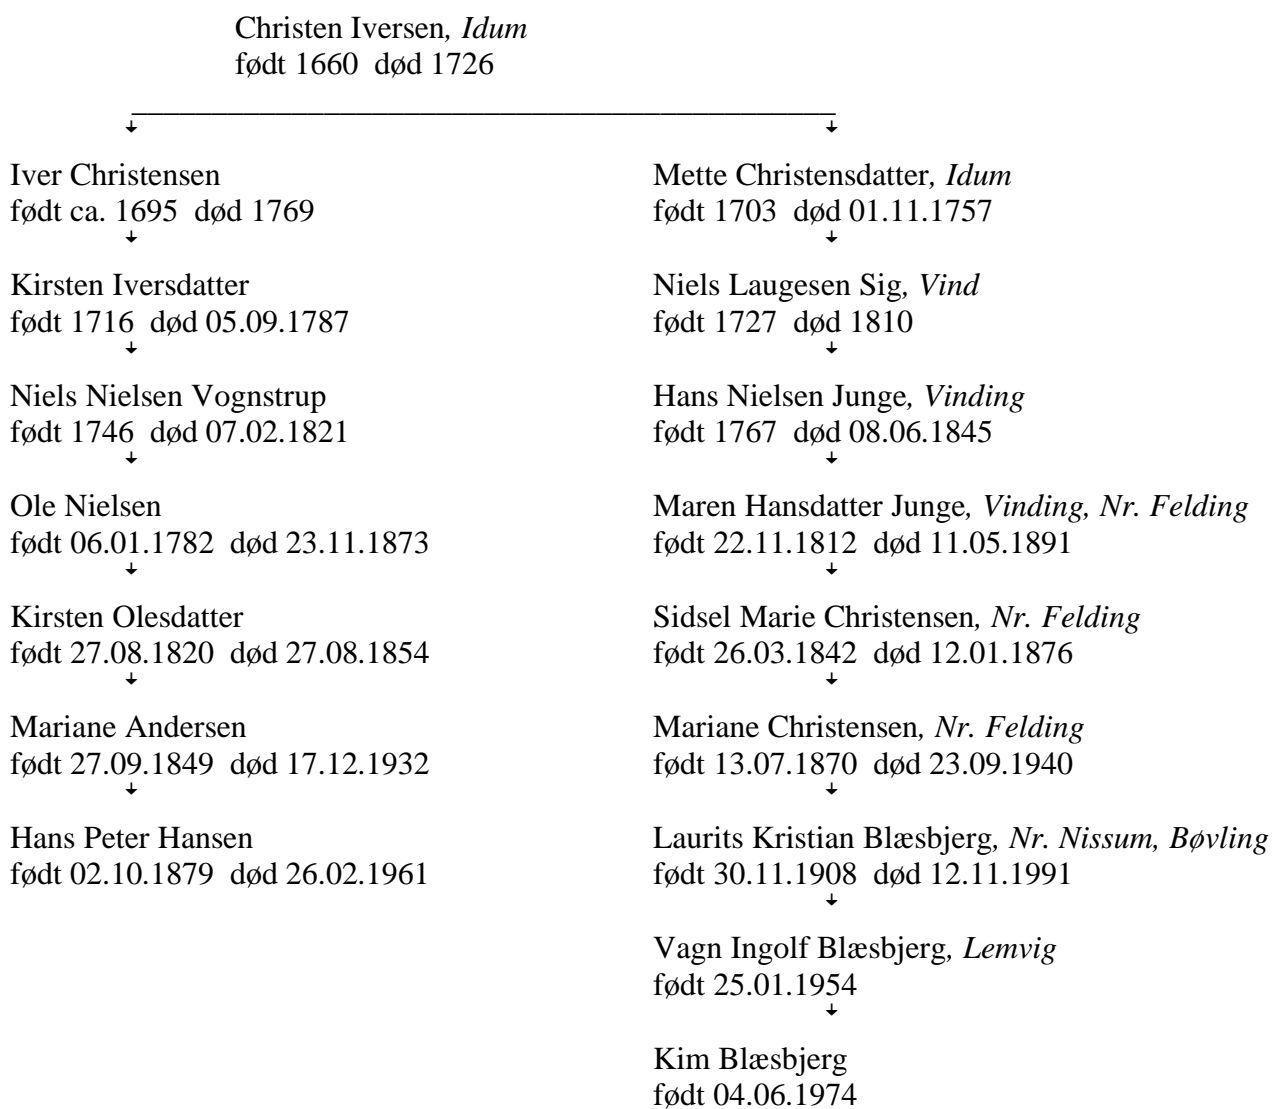 Christen Iversen, Idum
født 1660 død 1726
Iver Christensen
født ca. 1695 død 1769
Kirsten Iversdatter
født 1716 død 05.09.1787
Niels Nielsen Vognstrup
født 1746 død 07.02.1821
Ole Nielsen
født 06.01.1782 død 23.11.1873
Kirsten Olesdatter
født 27.08.1820 død 27.08.1854
Mariane Andersen
født 27.09.1849 død 17.12.1932
Hans Peter Hansen
født 02.10.1879 død 26.02.1961
Mette Christensdatter, Idum
født 1703 død 01.11.1757
Niels Laugesen Sig, Vind
født 1727 død 1810
Hans Nielsen Junge, Vinding
født 1767 død 08.06.1845
Maren Hansdatter Junge, Vinding, Nr. Felding
født 22.11.1812 død 11.05.1891
Sidsel Marie Christensen, Nr. Felding
født 26.03.1842 død 12.01.1876
Mariane Christensen, Nr. Felding
født 13.07.1870 død 23.09.1940
Laurits Kristian Blæsbjerg, Nr. Nissum, Bøvling
født 30.11.1908 død 12.11.1991
Vagn Ingolf Blæsbjerg, Lemvig
født 25.01.1954
Kim Blæsbjerg
født 04.06.1974